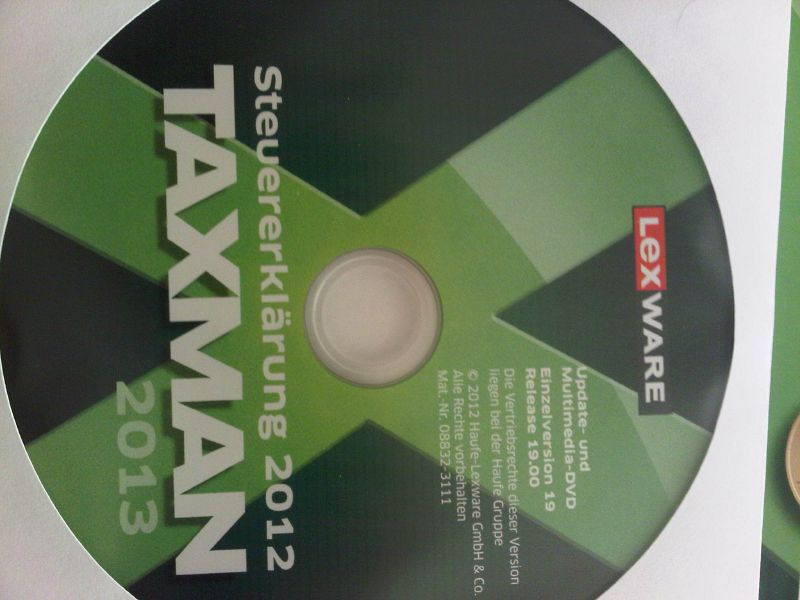 LEXWARE
Update- und
Multimedia-DVD
Einzelversion 19
Release 19.00
Die Vertriebsrechte dieser Version
liegen bei der Haufe Gruppe
© 2012 Haufe-Lexware GmbH & Co.
Alle Rechte vorbehalten
Mat.-Nr. 08832-3111
Steuererklärung 2012
TAXMAN
2013